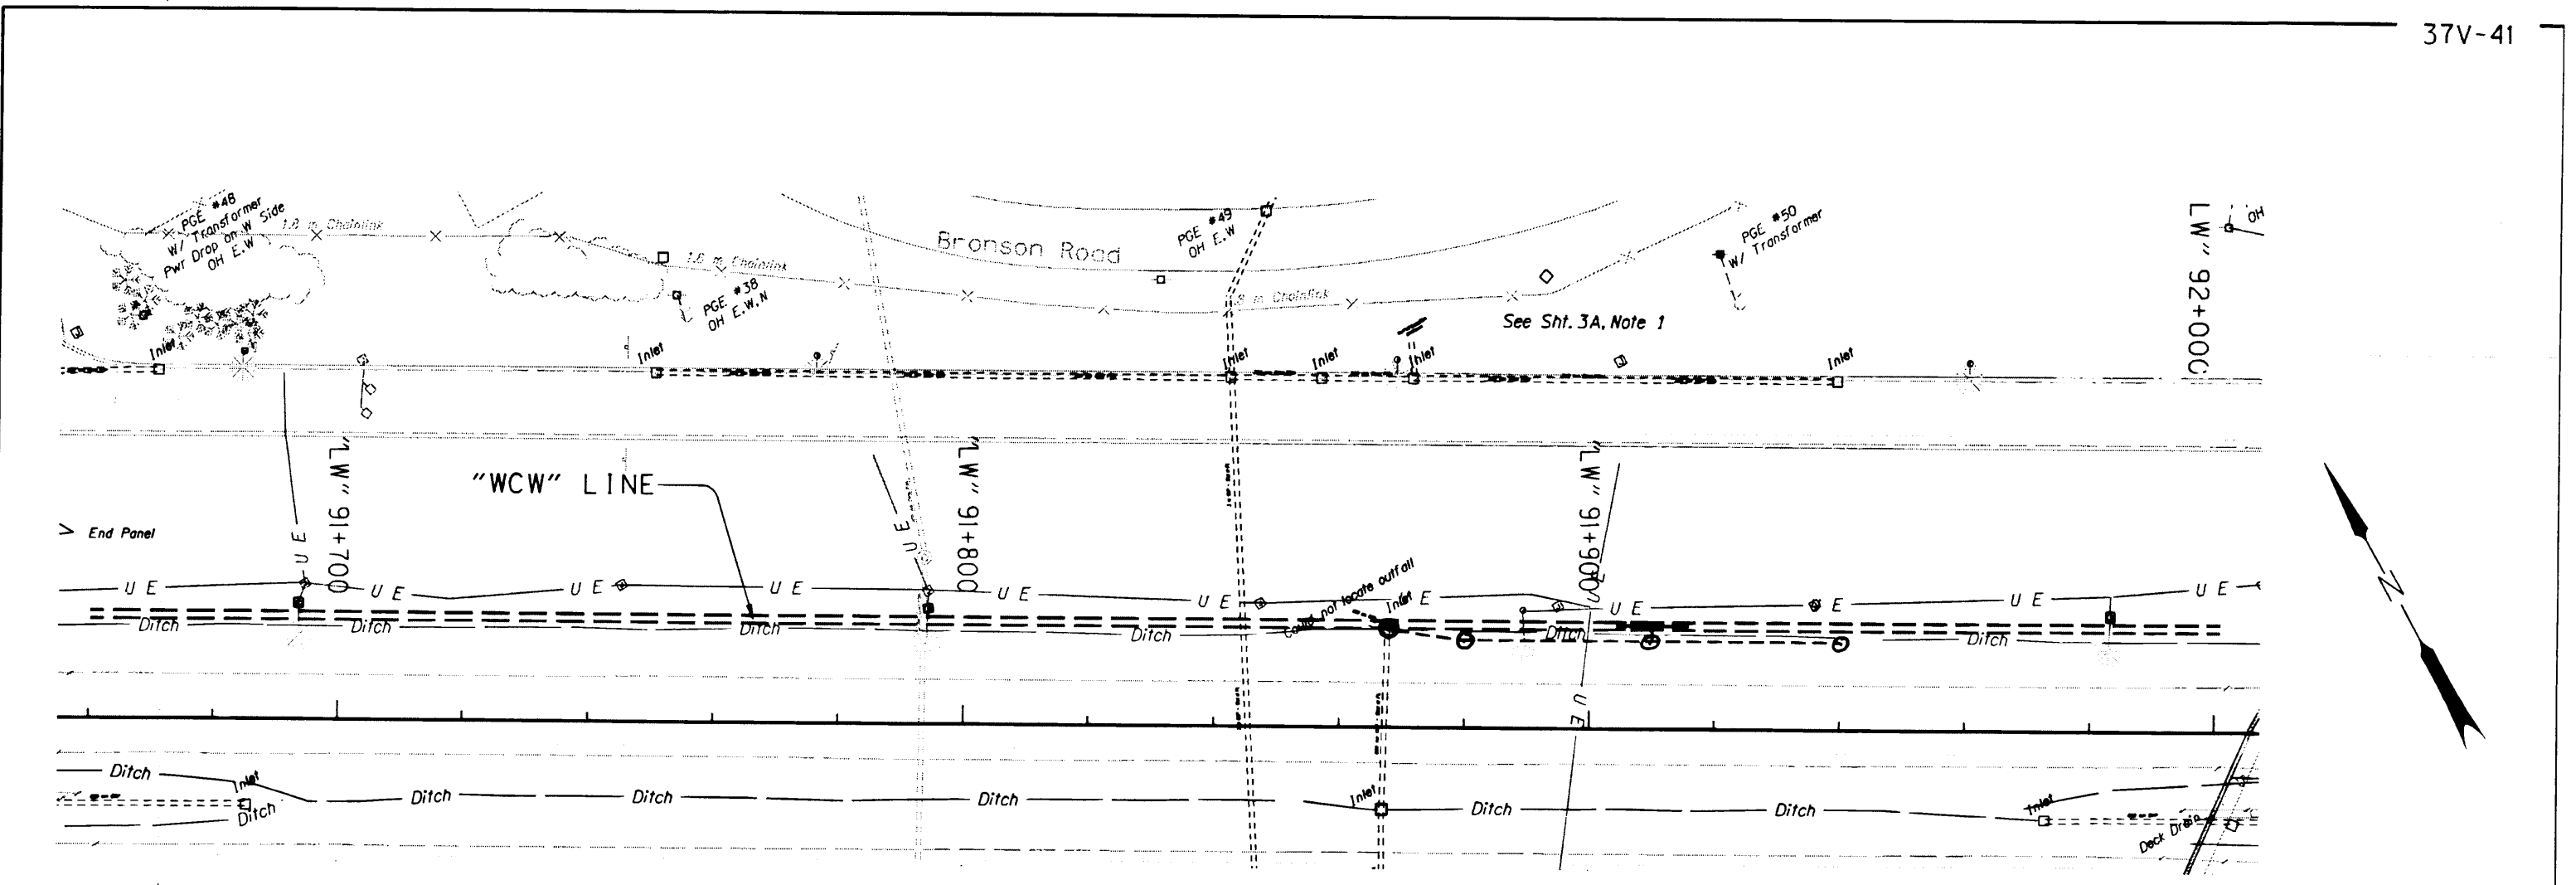 37V-41
PGE #48
W/ Transformer
Pwr Drop on W Side
OH E.W
1.8 m Chainlink
Bronson Road
PGE #49
OH E.W
PGE #50
W/ Transformer
LW" 92+000
OH
1.8 m Chainlink
PGE #38
OH E.W.N
8 m Chainlink
See Sht. 3A, Note 1
Inlet
Inlet
Inlet
Inlet
Inlet
"WCW" LINE
"LW" 91+700
"LW" 91+800
"LW" 91+900
End Panel
U E
U E
U E
U E
U E
U E
U E
U E
U E
E
U E
E
U E
U E
U E
Could not locate outfall
Inlet
Ditch
Ditch
Ditch
Ditch
Ditch
Ditch
N
Ditch
Inlet
Ditch
Ditch
Ditch
Ditch
Inlet
Ditch
Ditch
Inlet
Deck Drain